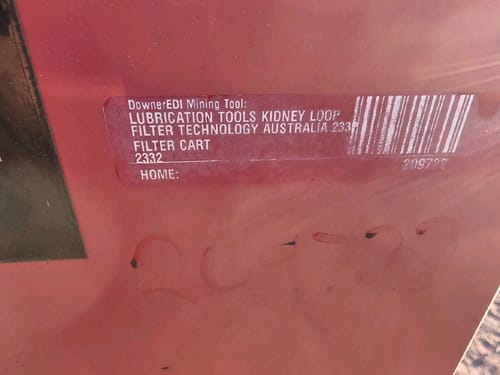 DownerEDI Mining Tool:
LUBRICATION TOOLS KIDNEY LOOP
FILTER TECHNOLOGY AUSTRALIA 2332
FILTER CART
2332
209722
HOME: